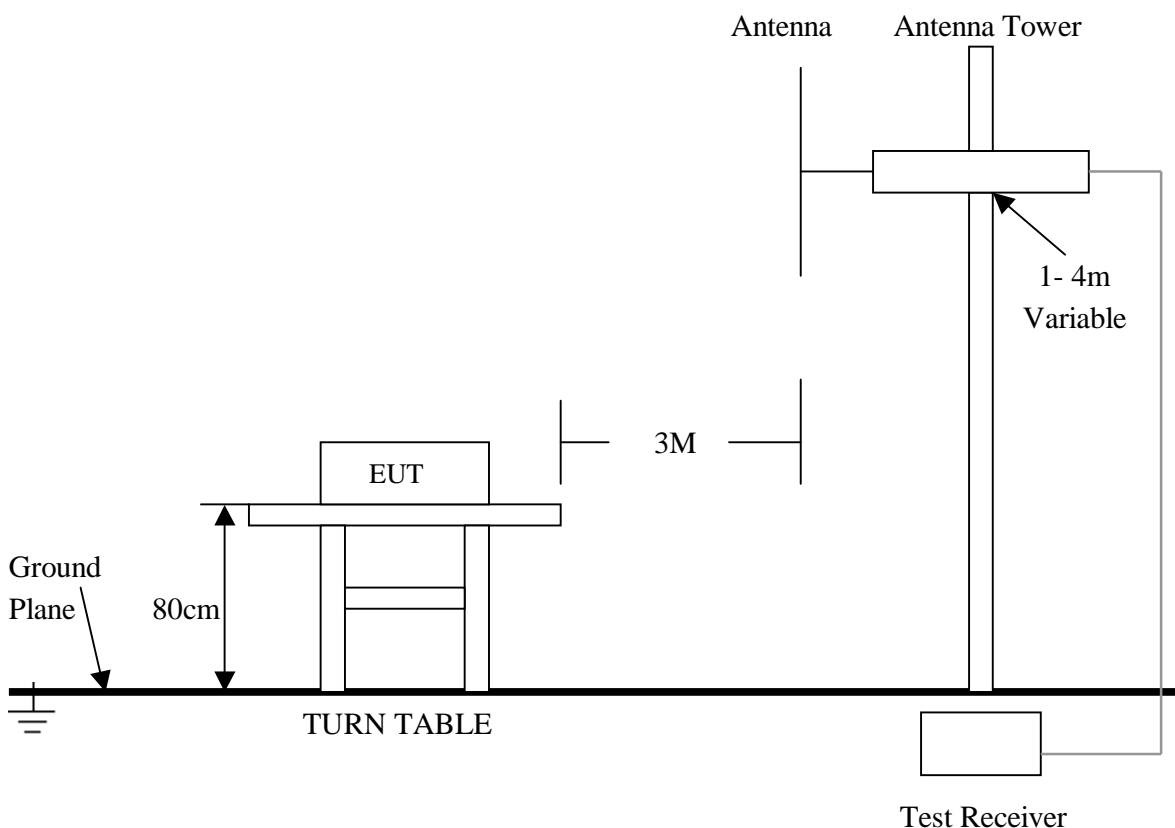 Antenna
Antenna Tower
1- 4m
Variable
3M
EUT
Ground
Plane
80cm
TURN TABLE
Test Receiver